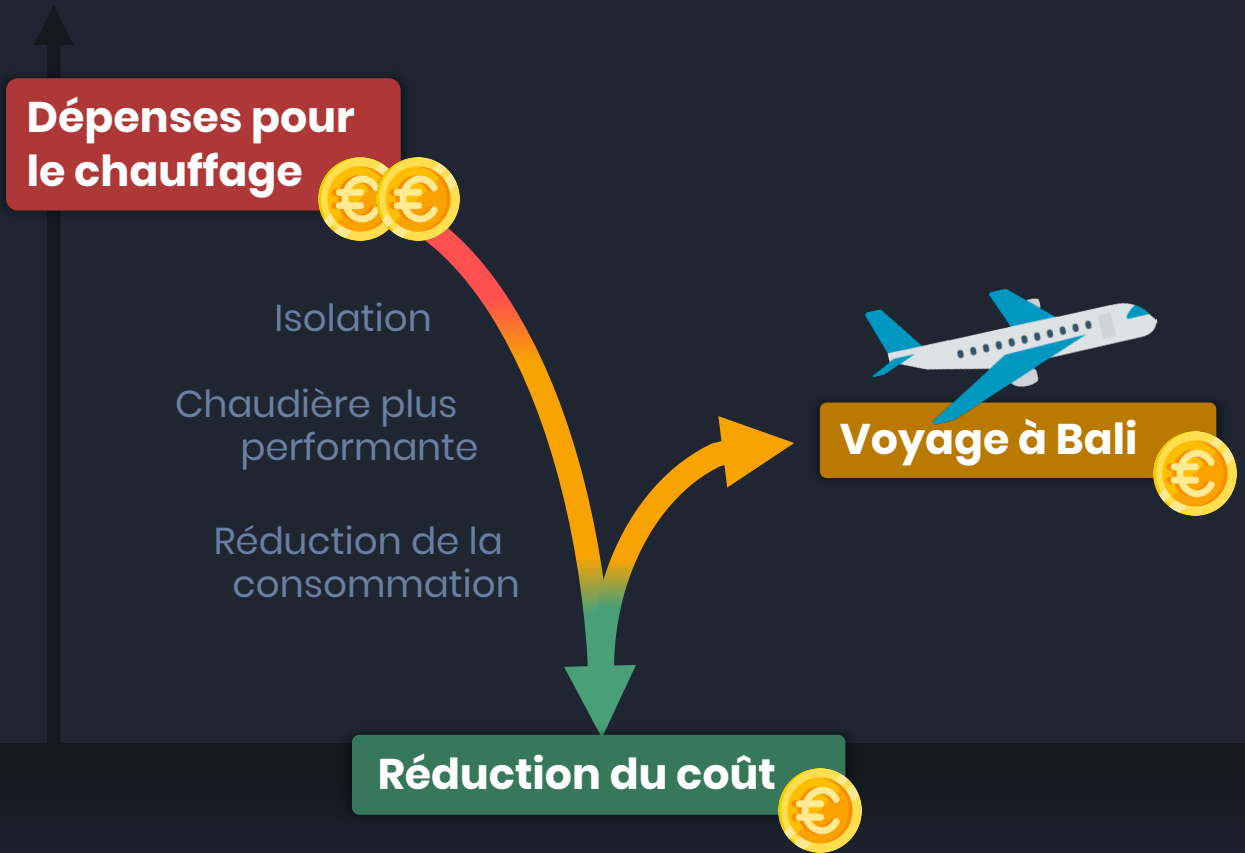 Dépenses pour
le chauffage
Isolation
Chaudière plus
performante
Réduction de la
consommation
Voyage à Bali
Réduction du coût